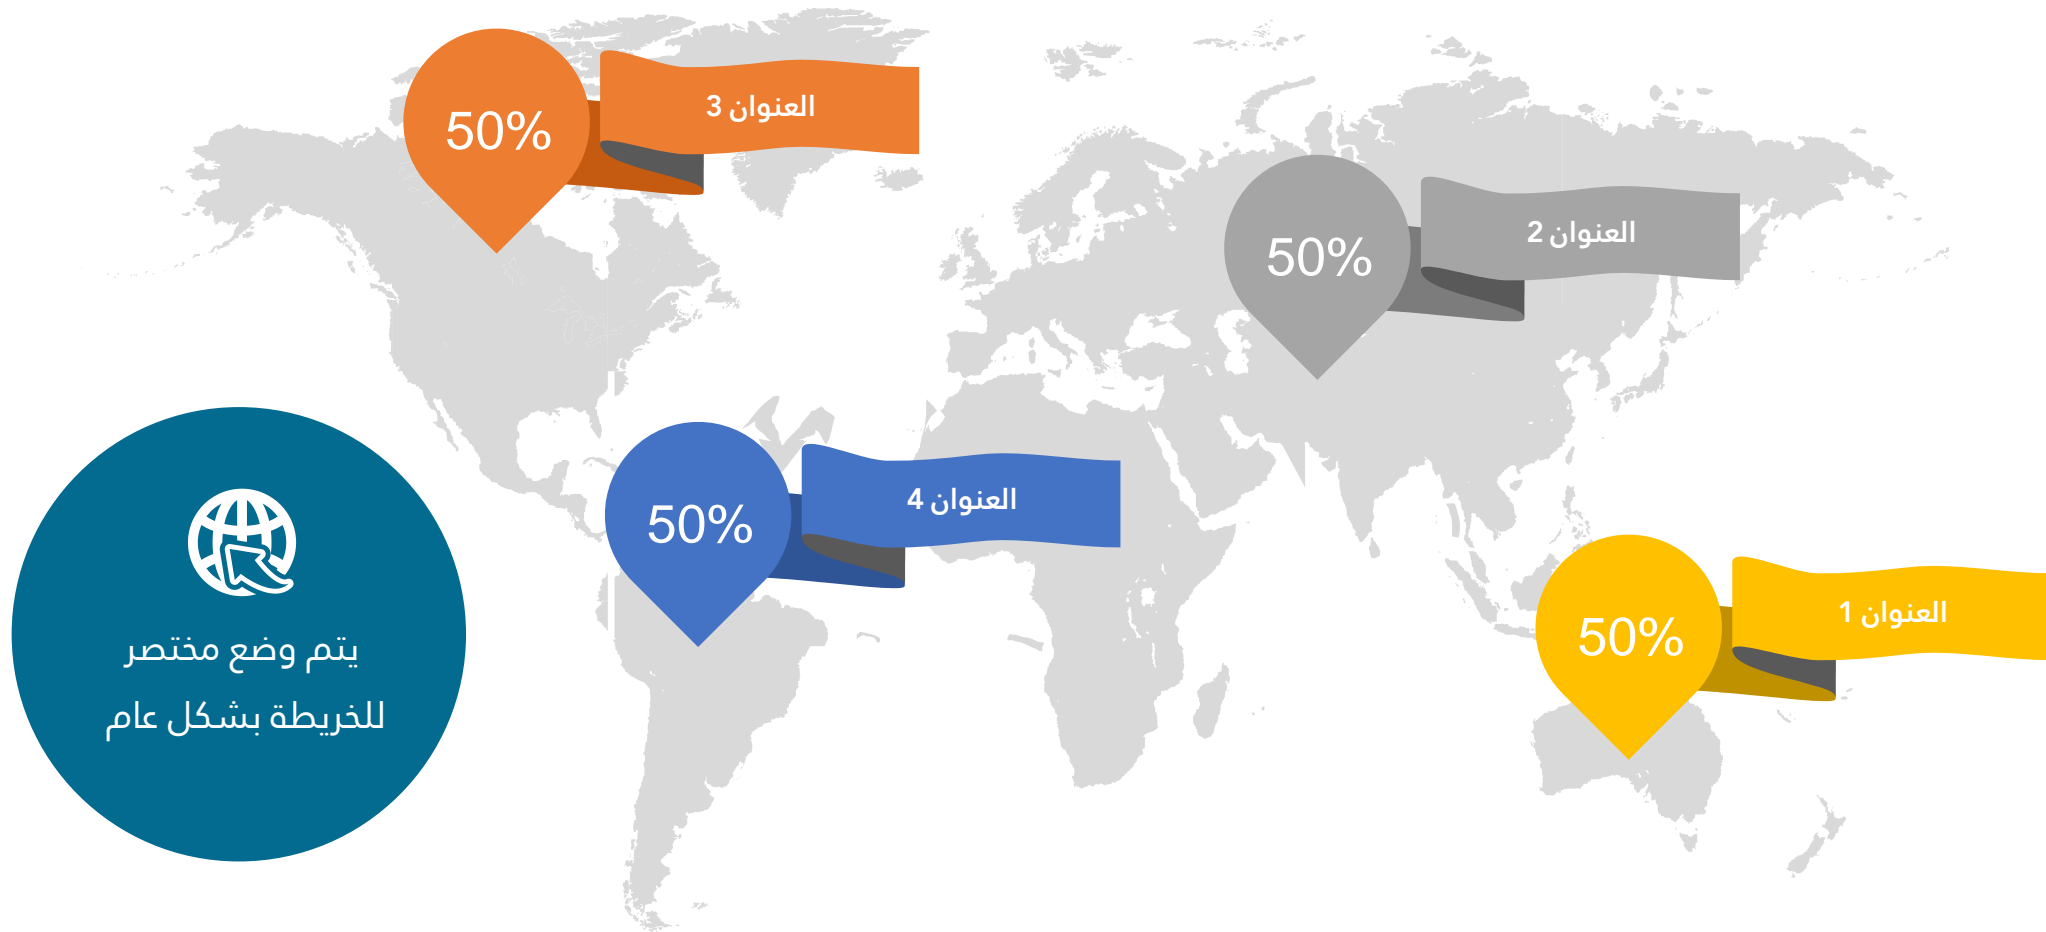 50%
العنوان 3
50%
العنوان 2
50%
العنوان 4
50%
العنوان 1
يتم وضع مختصر
للخريطة بشكل عام